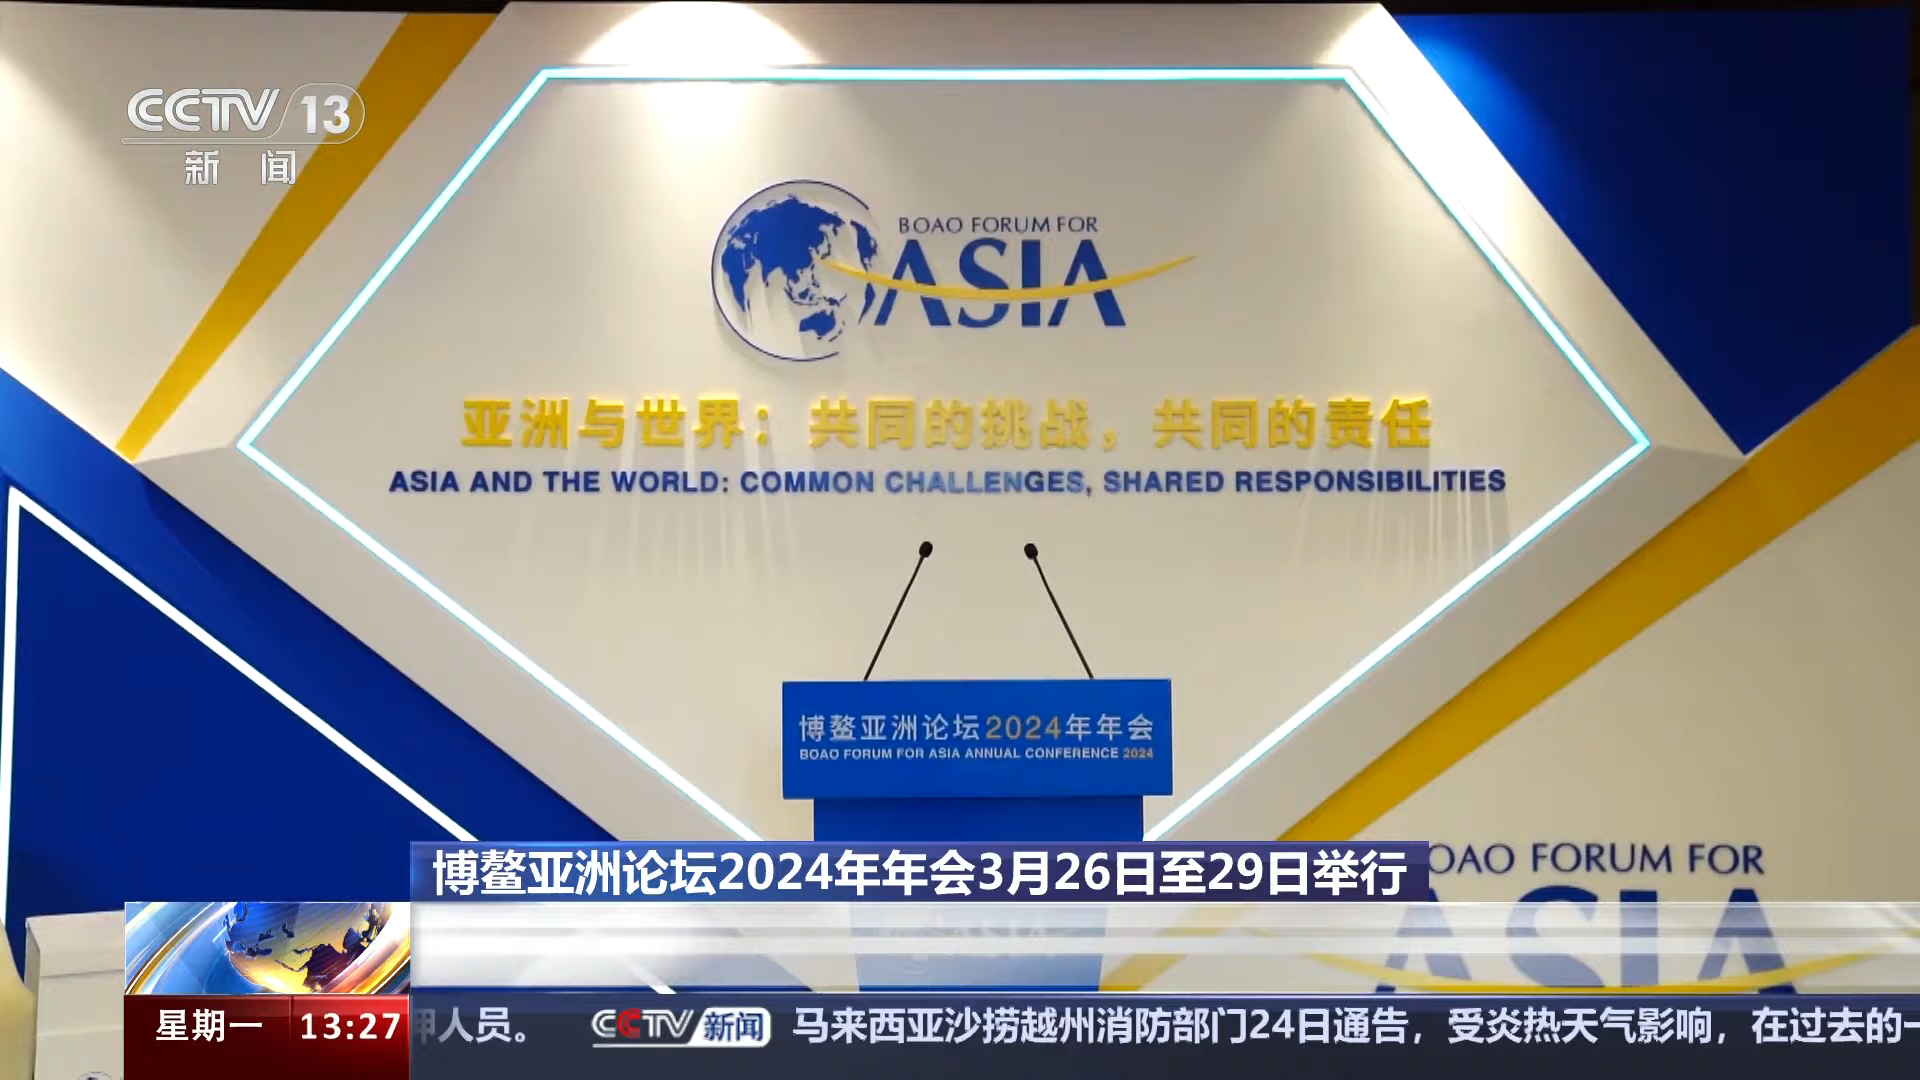 CCTV 13
新闻
BOAO FORUM FOR
ASIA
亚洲与世界：共同的挑战，共同的责任
ASIA AND THE WORLD: COMMON CHALLENGES, SHARED RESPONSIBILITIES
博鳌亚洲论坛2024年年会
BOAO FORUM FOR ASIA ANNUAL CONFERENCE 2024
OAO FORUM FOR
ASIA
博鳌亚洲论坛2024年年会3月26日至29日举行
星期一 13:27
人员。 CCTV新闻 马来西亚沙捞越州消防部门24日通告，受炎热天气影响，在过去的一